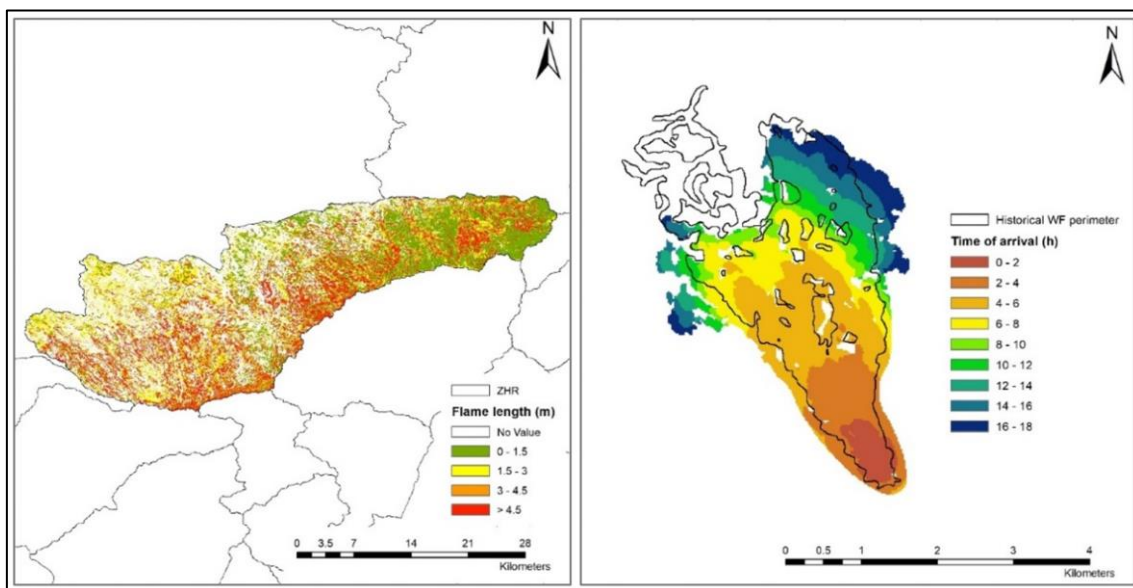 N
ZHR
Flame length (m)
No Value
0 - 1.5
1.5 - 3
3 - 4.5
> 4.5
0 3.5 7 14 21 28
Kilometers
N
Historical WF perimeter
Time of arrival (h)
0 - 2
2 - 4
4 - 6
6 - 8
8 - 10
10 - 12
12 - 14
14 - 16
16 - 18
0 0.5 1 2 3 4
Kilometers